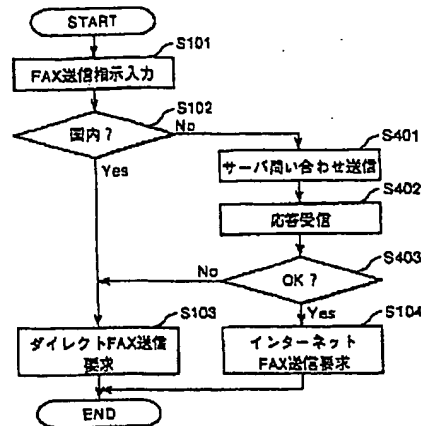 START
S101
FAX送信指示入力
S102
国内?
No
Yes
S401
サーバ問い合わせ送信
S402
応答受信
S403
OK?
No
Yes
S103
ダイレクトFAX送信
要求
S104
インターネット
FAX送信要求
END